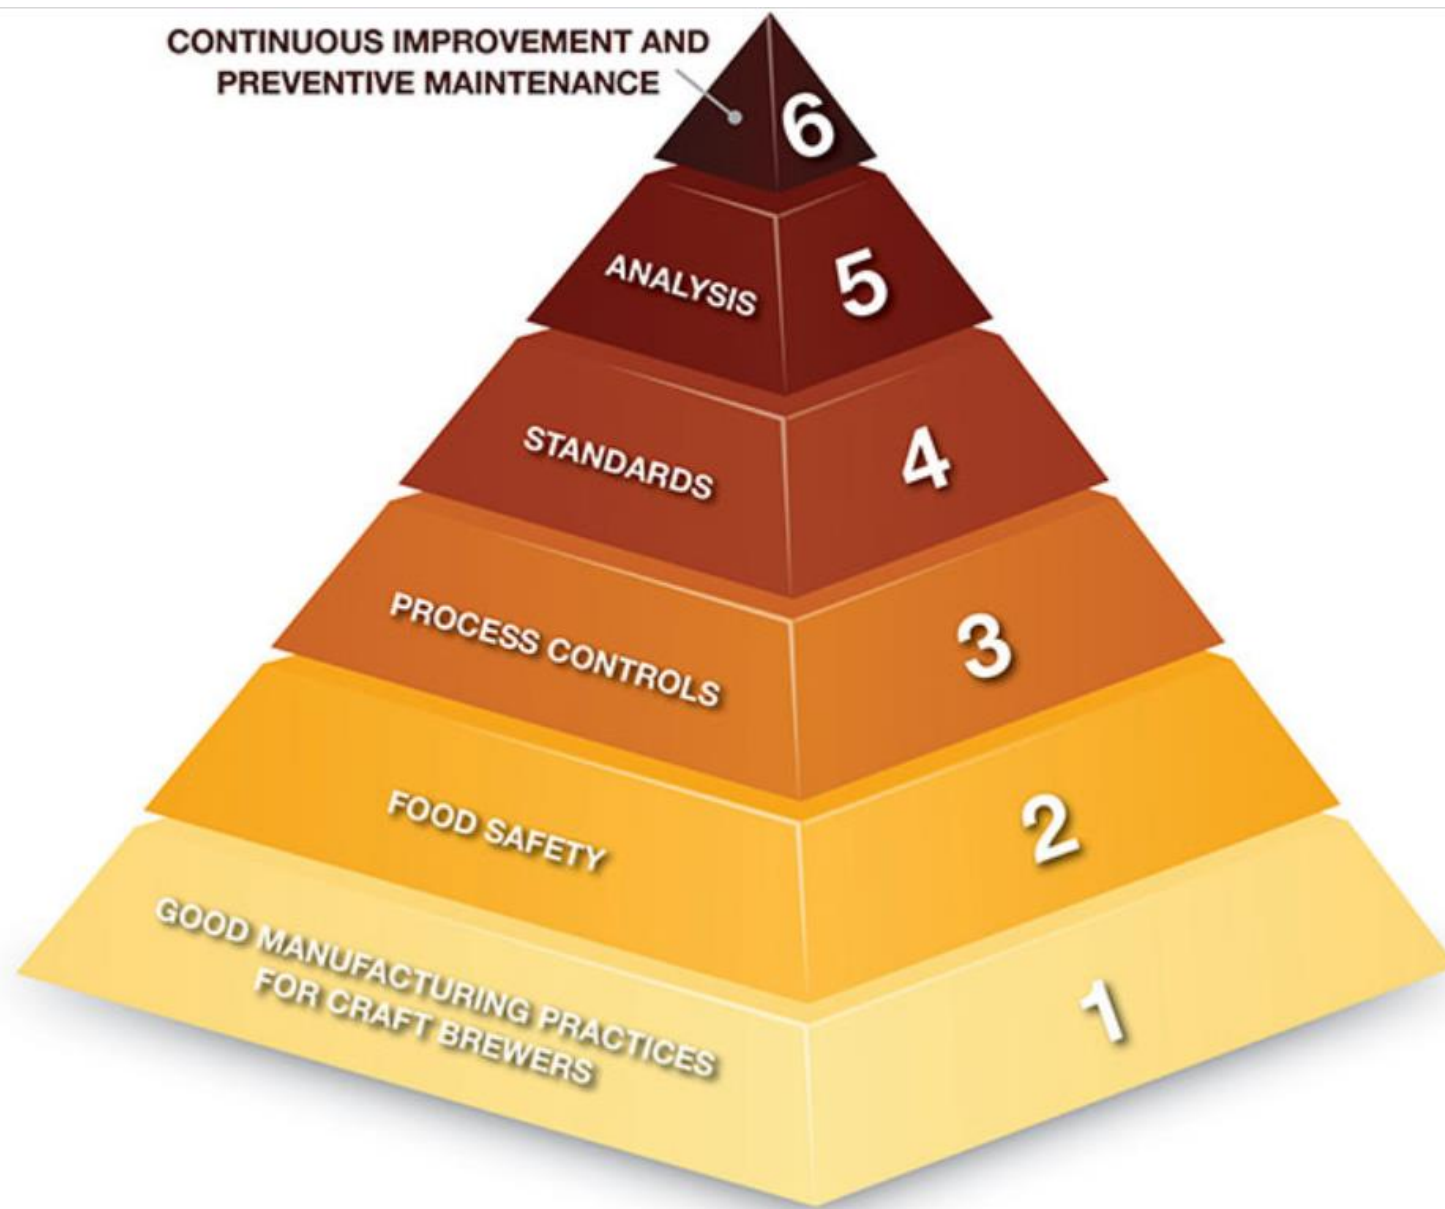 CONTINUOUS IMPROVEMENT AND
PREVENTIVE MAINTENANCE
6
ANALYSIS
5
STANDARDS
4
PROCESS CONTROLS
3
FOOD SAFETY
2
GOOD MANUFACTURING PRACTICES
FOR CRAFT BREWERS
1